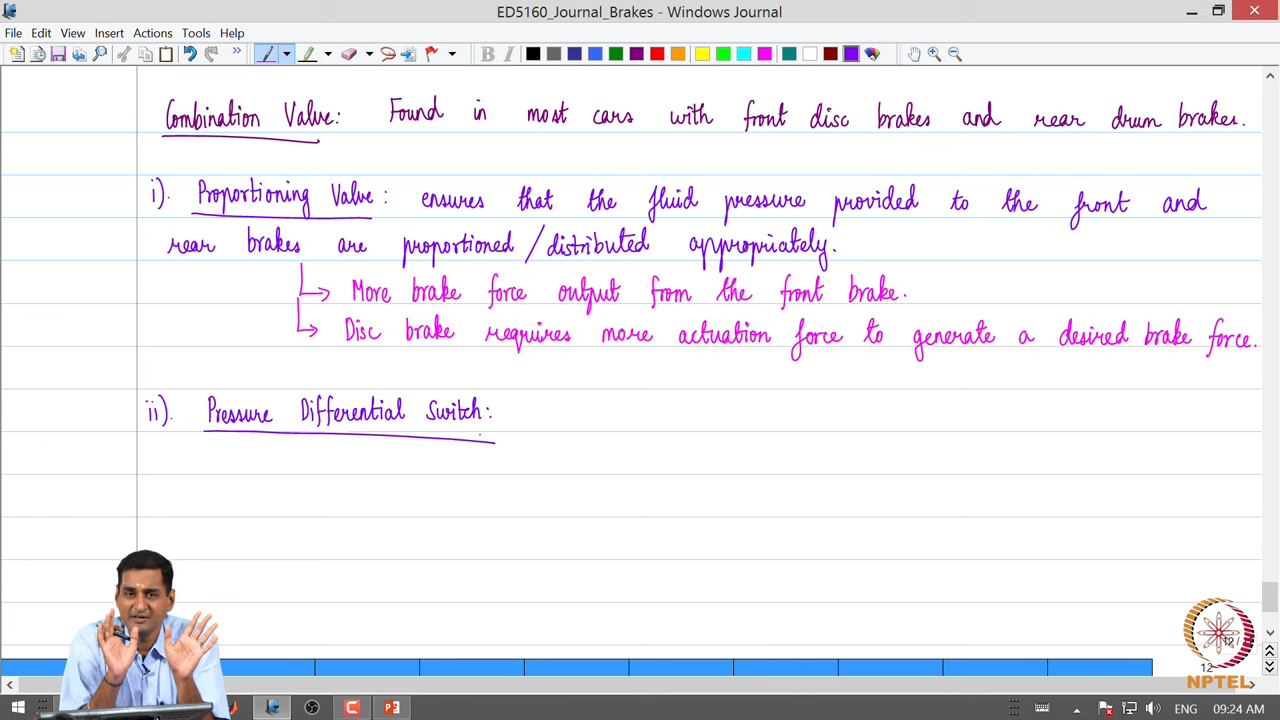 ED5160_Journal_Brakes - Windows Journal
File Edit View Insert Actions Tools Help
Combination Valve: Found in most cars with front disc brakes and rear drum brakes.
i). Proportioning Valve: ensures that the fluid pressure provided to the front and
rear brakes are proportioned/distributed appropriately.
More brake force output from the front brake.
Disc brake requires more actuation force to generate a desired brake force.
ii). Pressure Differential Switch:
12/
12
NPTEL
ENG 09:24 AM